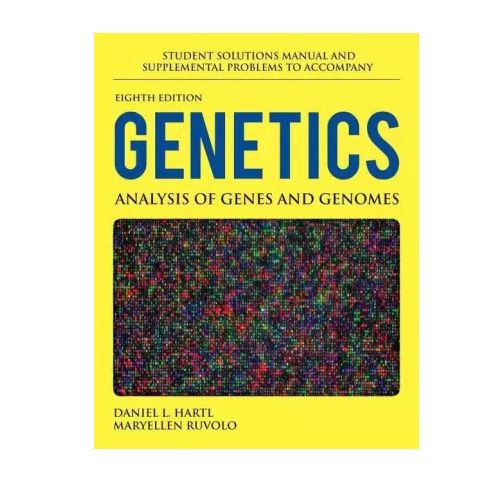 STUDENT SOLUTIONS MANUAL AND
SUPPLEMENTAL PROBLEMS TO ACCOMPANY
EIGHTH EDITION
GENETICS
ANALYSIS OF GENES AND GENOMES
DANIEL L. HARTL
MARYELLEN RUVOLO